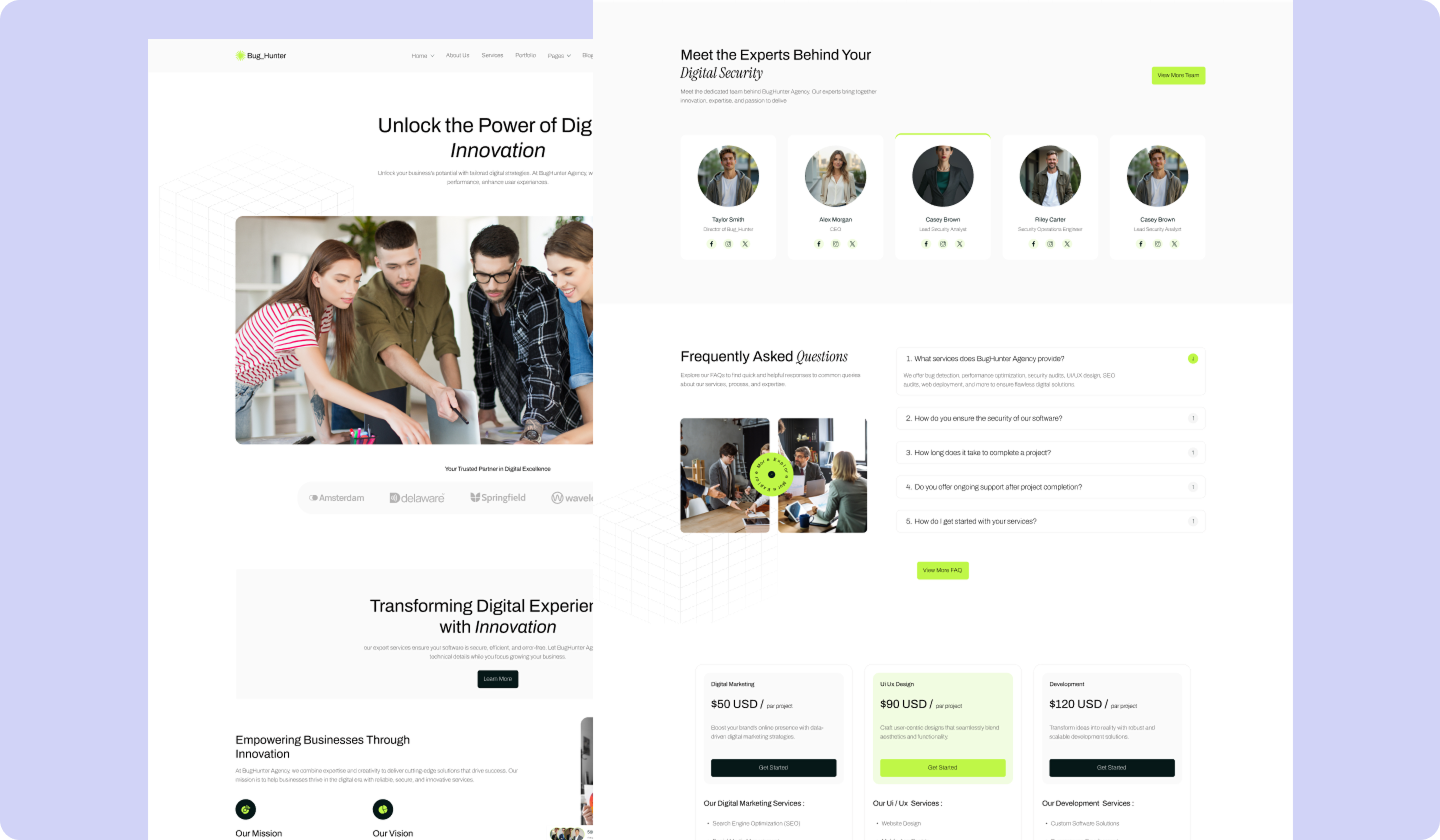 Bug_Hunter
Home About Us Services Portfolio Pages Blog
Unlock the Power of Dig
Innovation
Unlock your business's potential with tailored digital strategies. At BugHunter Agency, w
performance, enhance user experiences.
Your Trusted Partner in Digital Excellence
Amsterdam delaware Springfield wavel
Transforming Digital Experien
with Innovation
our expert services ensure your software is secure, efficient, and error-free. Let BugHunter Ag
technical details while you focus growing your business.
Learn More
Empowering Businesses Through
Innovation
At BugHunter Agency, we combine expertise and creativity to deliver cutting-edge solutions that drive success. Our
mission is to help businesses thrive in the digital era with reliable, secure, and innovative services.
Our Mission Our Vision
Meet the Experts Behind Your
Digital Security
Meet the dedicated team behind BugHunter Agency. Our experts bring together
innovation, expertise, and passion to delive
View More Team
Taylor Smith
Director of Bug_Hunter
Alex Morgan
CEO
Casey Brown
Lead Security Analyst
Riley Carter
Security Operations Engineer
Casey Brown
Lead Security Analyst
Frequently Asked Questions
Explore our FAQs to find quick and helpful responses to common queries
about our services, process, and expertise.
1. What services does BugHunter Agency provide?
We offer bug detection, performance optimization, security audits, UI/UX design, SEO
audits, web deployment, and more to ensure flawless digital solutions.
2. How do you ensure the security of our software?
3. How long does it take to complete a project?
4. Do you offer ongoing support after project completion?
5. How do I get started with your services?
View More FAQ
Digital Marketing
$50 USD / par project
Boost your brand's online presence with data-
driven digital marketing strategies.
Get Started
Our Digital Marketing Services :
• Search Engine Optimization (SEO)
Ui Ux Design
$90 USD / par project
Craft user-centric designs that seamlessly blend
aesthetics and functionality.
Get Started
Our Ui / Ux Services :
• Website Design
Development
$120 USD / par project
Transform ideas into reality with robust and
scalable development solutions.
Get Started
Our Development Services :
• Custom Software Solutions